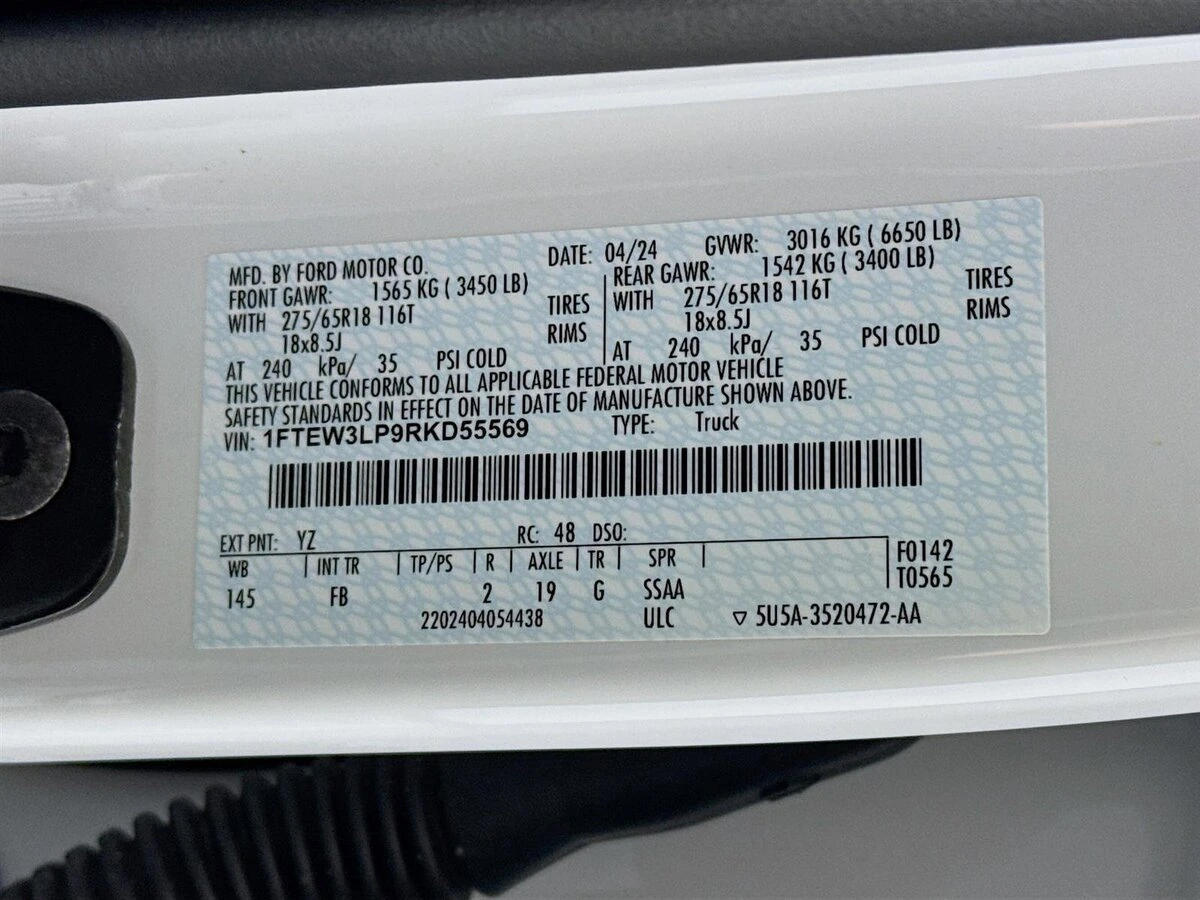 MFD. BY FORD MOTOR CO. DATE: 04/24 GVWR: 3016 KG ( 6650 LB)
FRONT GAWR: 1565 KG ( 3450 LB) REAR GAWR: 1542 KG ( 3400 LB)
WITH 275/65R18 116T TIRES WITH 275/65R18 116T TIRES
18x8.5J RIMS 18x8.5J RIMS
AT 240 kPa/ 35 PSI COLD AT 240 kPa/ 35 PSI COLD
THIS VEHICLE CONFORMS TO ALL APPLICABLE FEDERAL MOTOR VEHICLE
SAFETY STANDARDS IN EFFECT ON THE DATE OF MANUFACTURE SHOWN ABOVE.
VIN: 1FTEW3LP9RKD55569 TYPE: Truck
EXT PNT: YZ RC: 48 DSO:
WB INT TR TP/PS R AXLE TR SPR F0142
145 FB 2 19 G SSAA T0565
2202404054438 ULC ▽ 5U5A-3520472-AA